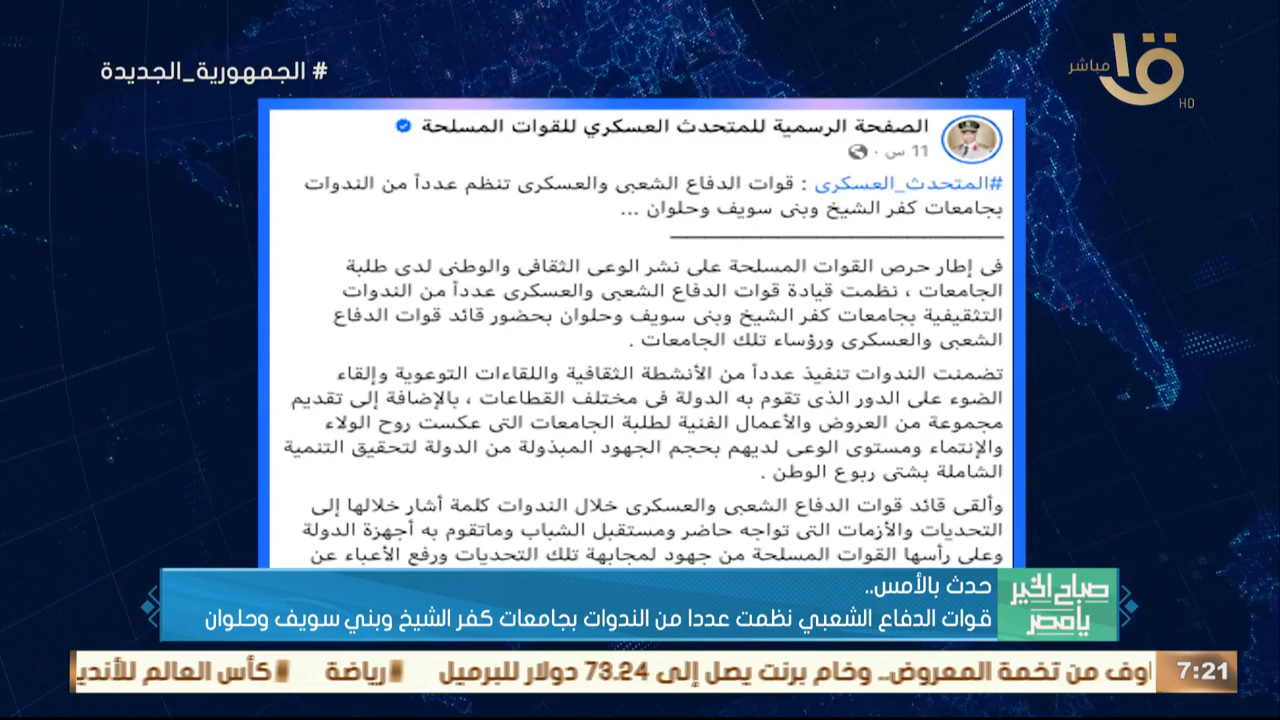 #الجمهورية_الجديدة
مباشر
HD
الصفحة الرسمية للمتحدث العسكري للقوات المسلحة
11 س ·
#المتحدث_العسكرى : قوات الدفاع الشعبى والعسكرى تنظم عدداً من الندوات
بجامعات كفر الشيخ وبنى سويف وحلوان ...
فى إطار حرص القوات المسلحة على نشر الوعى الثقافى والوطنى لدى طلبة
الجامعات ، نظمت قيادة قوات الدفاع الشعبى والعسكرى عدداً من الندوات
التثقيفية بجامعات كفر الشيخ وبنى سويف وحلوان بحضور قائد قوات الدفاع
الشعبى والعسكرى ورؤساء تلك الجامعات .
تضمنت الندوات تنفيذ عدداً من الأنشطة الثقافية واللقاءات التوعوية وإلقاء
الضوء على الدور الذى تقوم به الدولة فى مختلف القطاعات ، بالإضافة إلى تقديم
مجموعة من العروض والأعمال الفنية لطلبة الجامعات التى عكست روح الولاء
والإنتماء ومستوى الوعى لديهم بحجم الجهود المبذولة من الدولة لتحقيق التنمية
الشاملة بشتى ربوع الوطن .
وألقى قائد قوات الدفاع الشعبى والعسكرى خلال الندوات كلمة أشار خلالها إلى
التحديات والأزمات التى تواجه حاضر ومستقبل الشباب وماتقوم به أجهزة الدولة
وعلى رأسها القوات المسلحة من جهود لمجابهة تلك التحديات ورفع الأعباء عن
صباح الخير
يا مصر
حدث بالأمس..
قوات الدفاع الشعبي نظمت عددا من الندوات بجامعات كفر الشيخ وبني سويف وحلوان
7:21
اوف من تخمة المعروض.. وخام برنت يصل إلى 73.24 دولار للبرميل رياضة كأس العالم للأندي